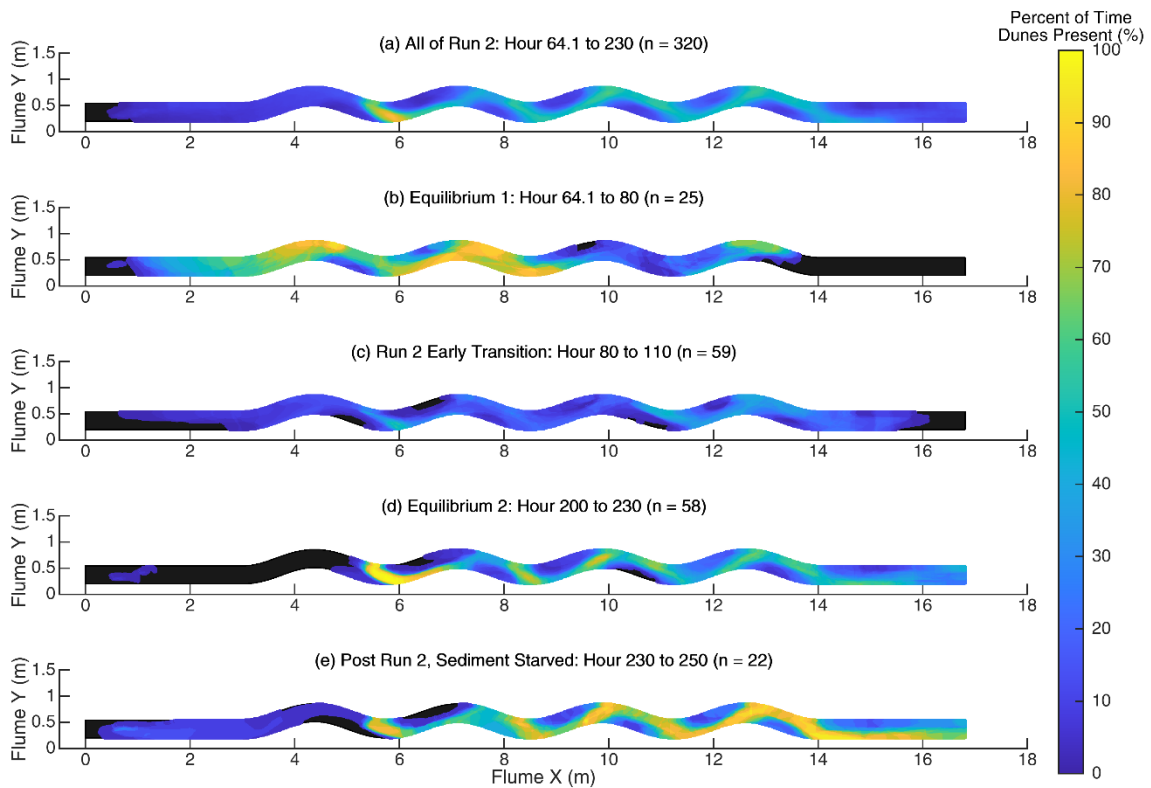 Percent of Time
Dunes Present (%)
(a) All of Run 2: Hour 64.1 to 230 (n = 320)
Flume Y (m)
1.5
1
0.5
0
0 2 4 6 8 10 12 14 16 18
(b) Equilibrium 1: Hour 64.1 to 80 (n = 25)
Flume Y (m)
1.5
1
0.5
0
0 2 4 6 8 10 12 14 16 18
(c) Run 2 Early Transition: Hour 80 to 110 (n = 59)
Flume Y (m)
1.5
1
0.5
0
0 2 4 6 8 10 12 14 16 18
(d) Equilibrium 2: Hour 200 to 230 (n = 58)
Flume Y (m)
1.5
1
0.5
0
0 2 4 6 8 10 12 14 16 18
(e) Post Run 2, Sediment Starved: Hour 230 to 250 (n = 22)
Flume Y (m)
1.5
1
0.5
0
0 2 4 6 8 10 12 14 16 18
Flume X (m)
100
90
80
70
60
50
40
30
20
10
0